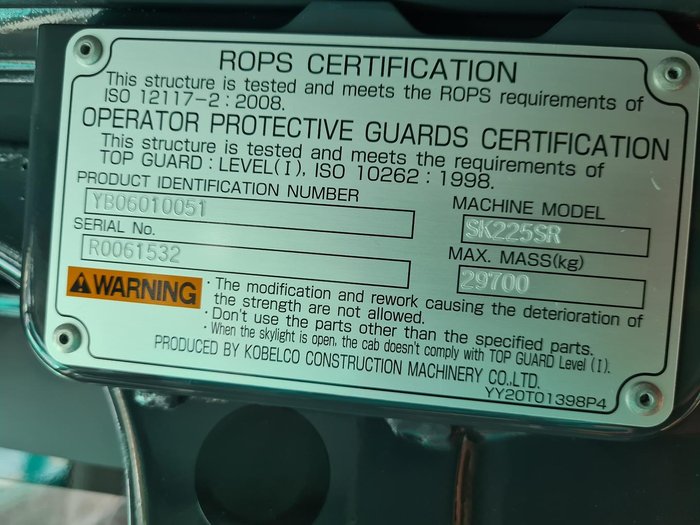 ROPS CERTIFICATION
This structure is tested and meets the ROPS requirements of
ISO 12117-2 : 2008.
OPERATOR PROTECTIVE GUARDS CERTIFICATION
This structure is tested and meets the requirements of
TOP GUARD : LEVEL(I), ISO 10262 : 1998.
PRODUCT IDENTIFICATION NUMBER
YB06010051
MACHINE MODEL
SK225SR
SERIAL No.
R0061532
MAX. MASS(kg)
29700
WARNING
· The modification and rework causing the deterioration of
the strength are not allowed.
· Don't use the parts other than the specified parts.
· When the skylight is open, the cab doesn't comply with TOP GUARD Level (I).
PRODUCED BY KOBELCO CONSTRUCTION MACHINERY CO.,LTD.
YY20T01398P4